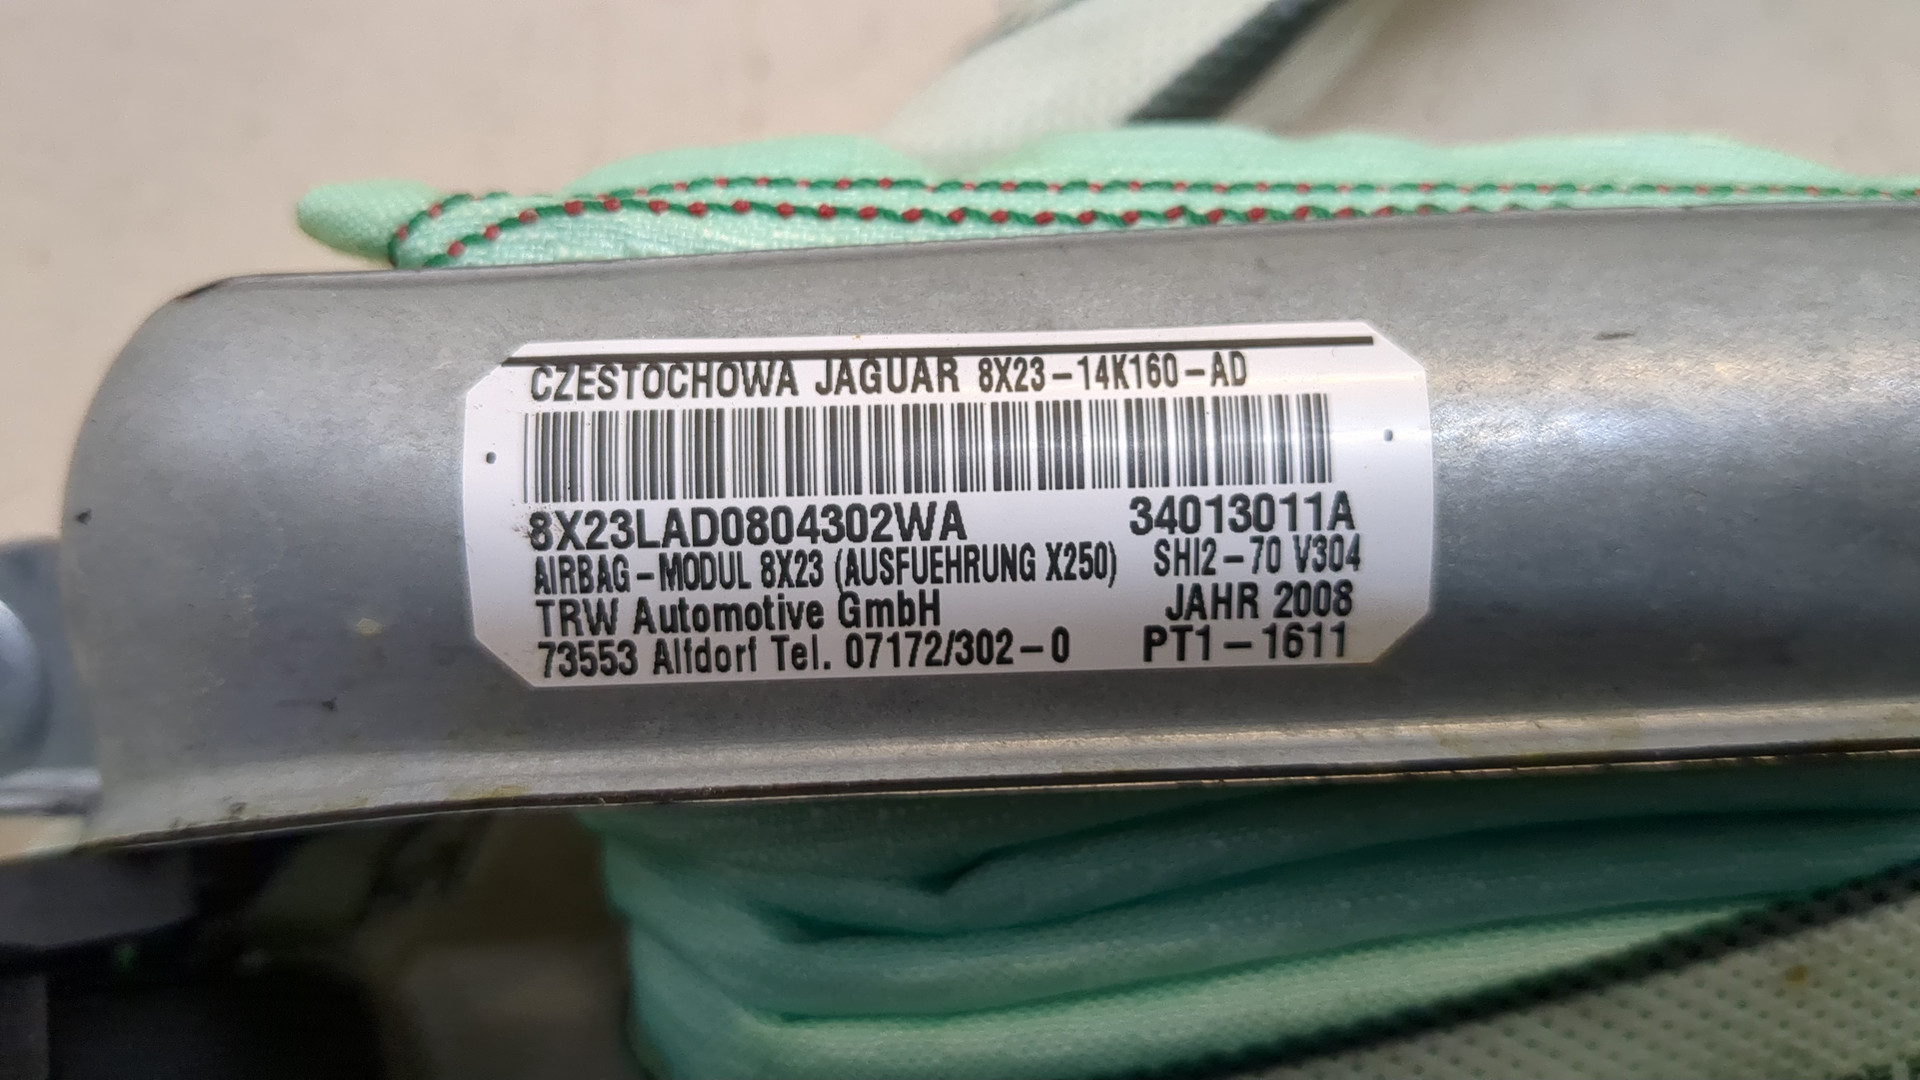 CZESTOCHOWA JAGUAR 8X23-14K160-AD
8X23LAD0804302WA 34013011A
AIRBAG-MODUL 8X23 (AUSFUEHRUNG X250) SHI2-70 V304
TRW Automotive GmbH JAHR 2008
73553 Alfdorf Tel. 07172/302-0 PT1-1611